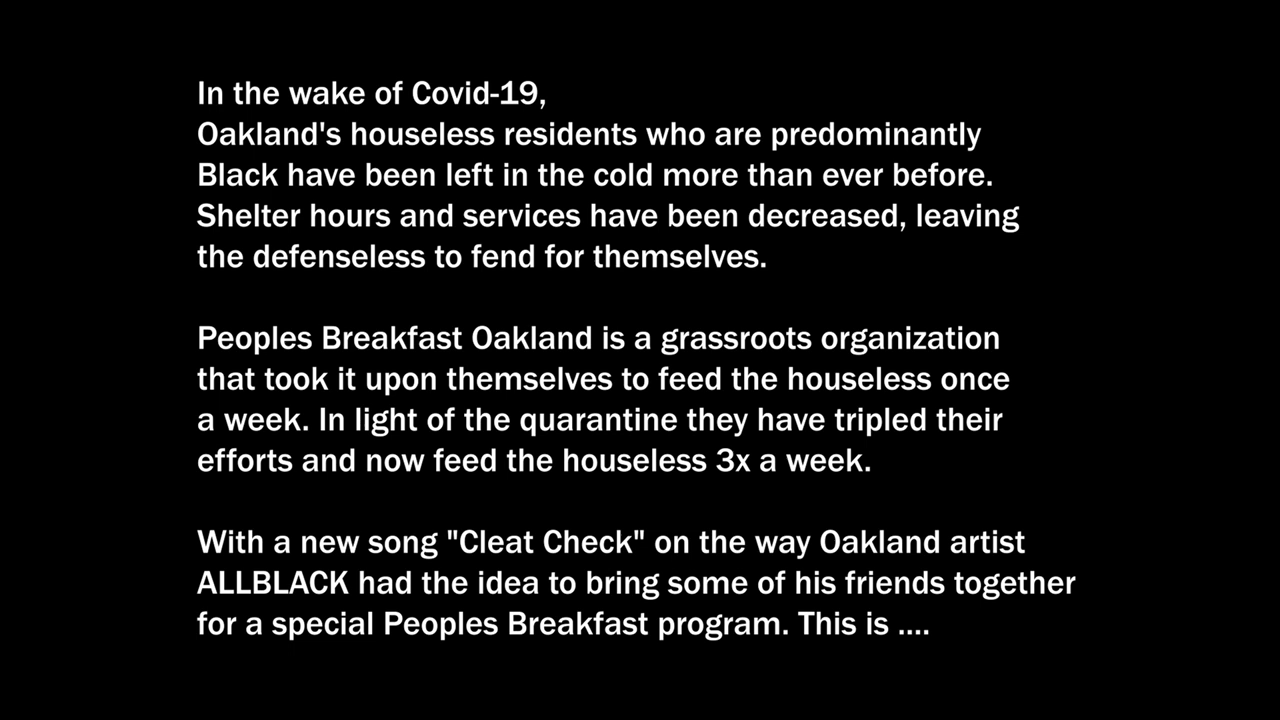 In the wake of Covid-19,
Oakland's houseless residents who are predominantly
Black have been left in the cold more than ever before.
Shelter hours and services have been decreased, leaving
the defenseless to fend for themselves.
Peoples Breakfast Oakland is a grassroots organization
that took it upon themselves to feed the houseless once
a week. In light of the quarantine they have tripled their
efforts and now feed the houseless 3x a week.
With a new song "Cleat Check" on the way Oakland artist
ALLBLACK had the idea to bring some of his friends together
for a special Peoples Breakfast program. This is ....